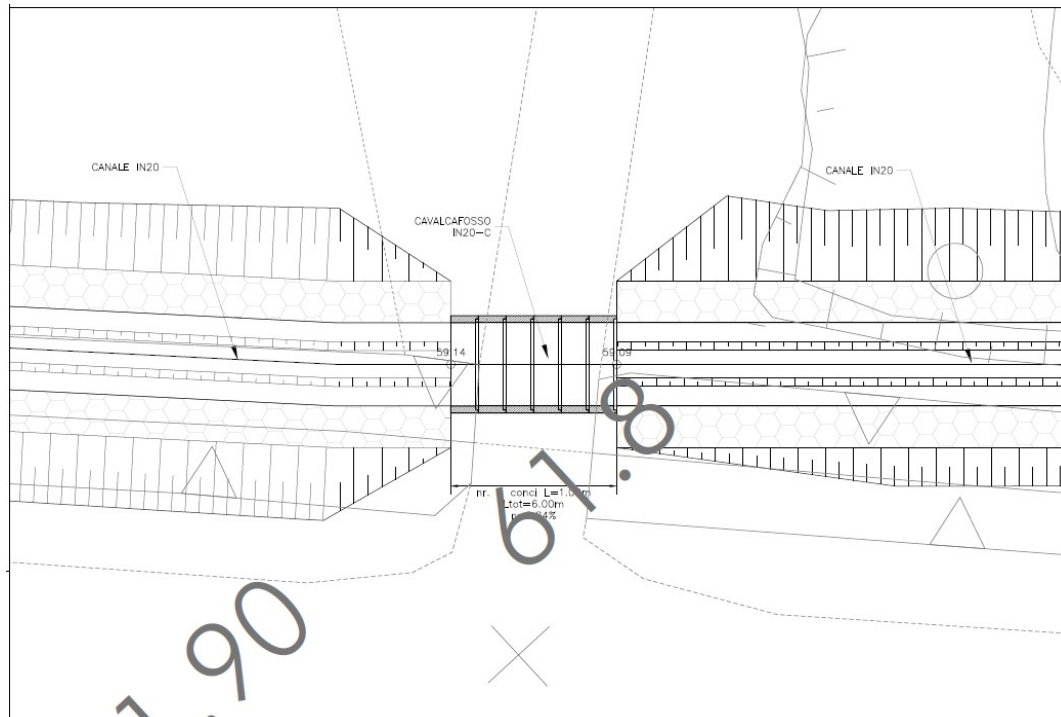 CANALE IN20
CANALE IN20
CAVALCAFOSSO
IN20-C
59.14
59.09
61.8
nr. conci
Ltot=6.00m
1.90